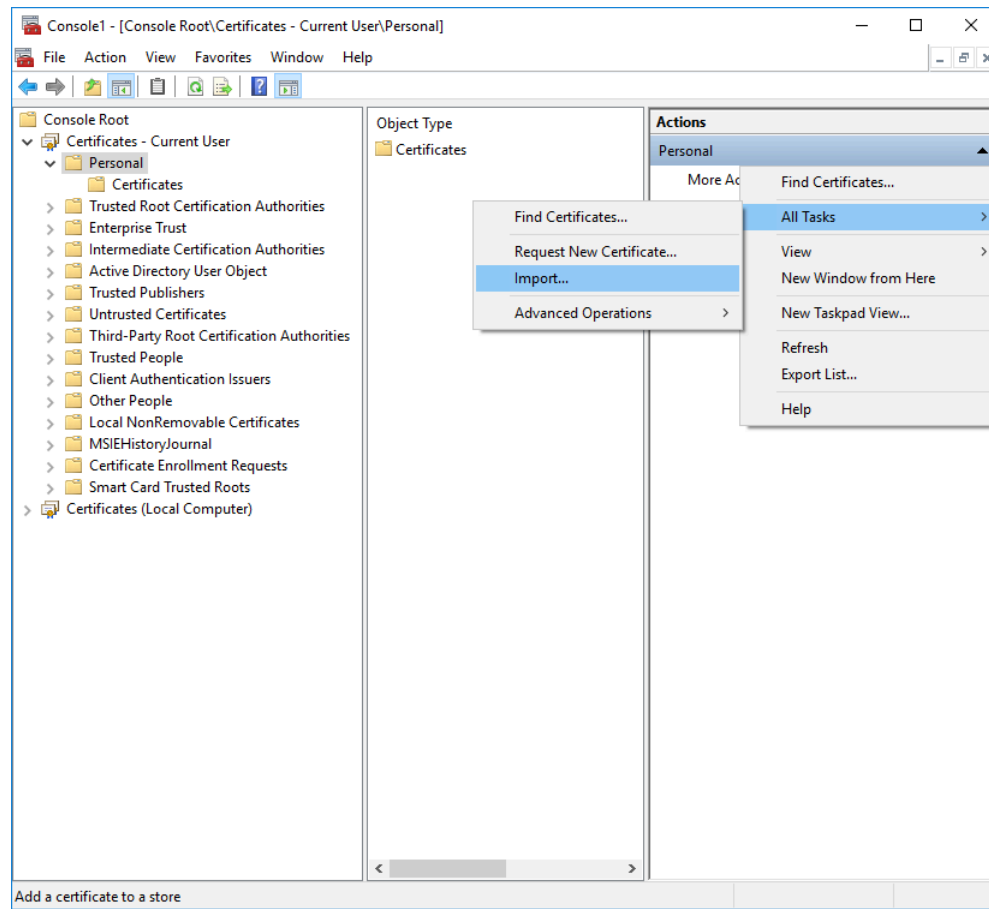 Console1 - [Console Root\Certificates - Current User\Personal]
File Action View Favorites Window Help
Console Root
Certificates - Current User
Personal
Certificates
Trusted Root Certification Authorities
Enterprise Trust
Intermediate Certification Authorities
Active Directory User Object
Trusted Publishers
Untrusted Certificates
Third-Party Root Certification Authorities
Trusted People
Client Authentication Issuers
Other People
Local NonRemovable Certificates
MSIEHistoryJournal
Certificate Enrollment Requests
Smart Card Trusted Roots
Certificates (Local Computer)
Object Type
Certificates
Actions
Personal
More Ac
Find Certificates...
All Tasks
View
New Window from Here
New Taskpad View...
Refresh
Export List...
Help
Find Certificates...
Request New Certificate...
Import...
Advanced Operations
Add a certificate to a store